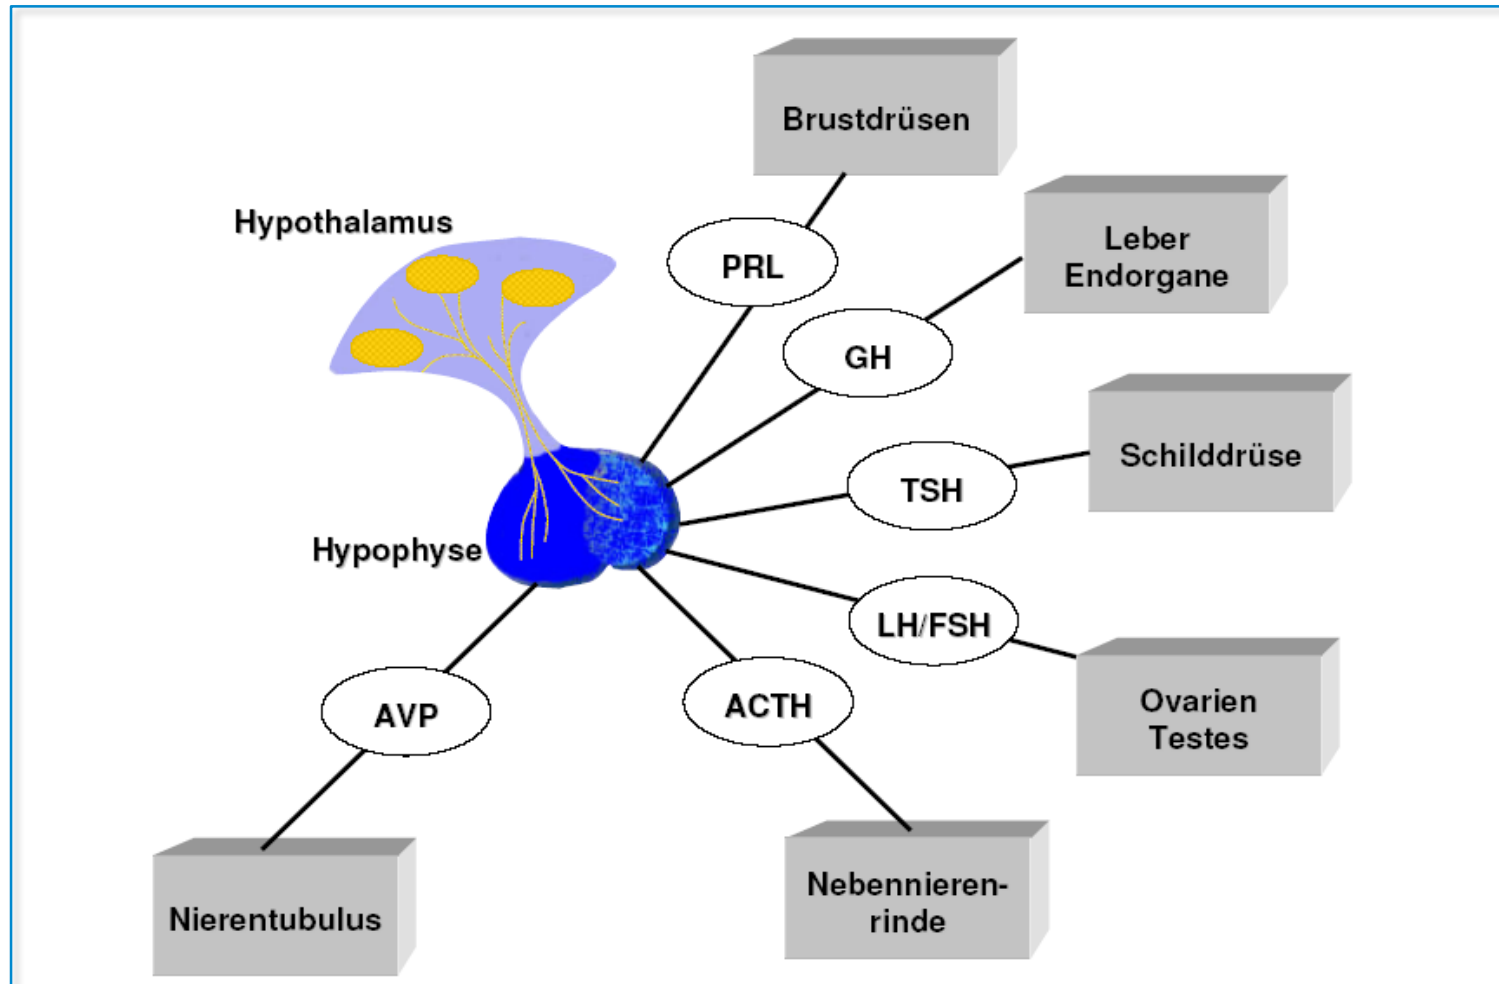 Brustdrüsen
Hypothalamus
PRL
Leber
Endorgane
GH
Schilddrüse
TSH
Hypophyse
LH/FSH
Ovarien
Testes
AVP
ACTH
Nierentubulus
Nebennieren-
rinde